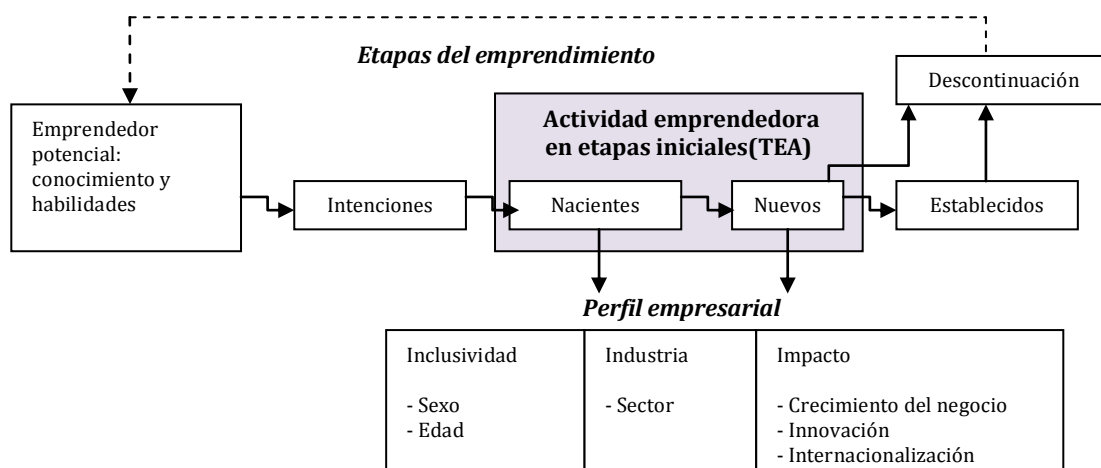 Etapas del emprendimiento
Descontinuación
Emprendedor
potencial:
conocimiento y
habilidades
Actividad emprendedora
en etapas iniciales(TEA)
Intenciones
Nacientes
Nuevos
Establecidos
Perfil empresarial
Inclusividad
- Sexo
- Edad
Industria
- Sector
Impacto
- Crecimiento del negocio
- Innovación
- Internacionalización